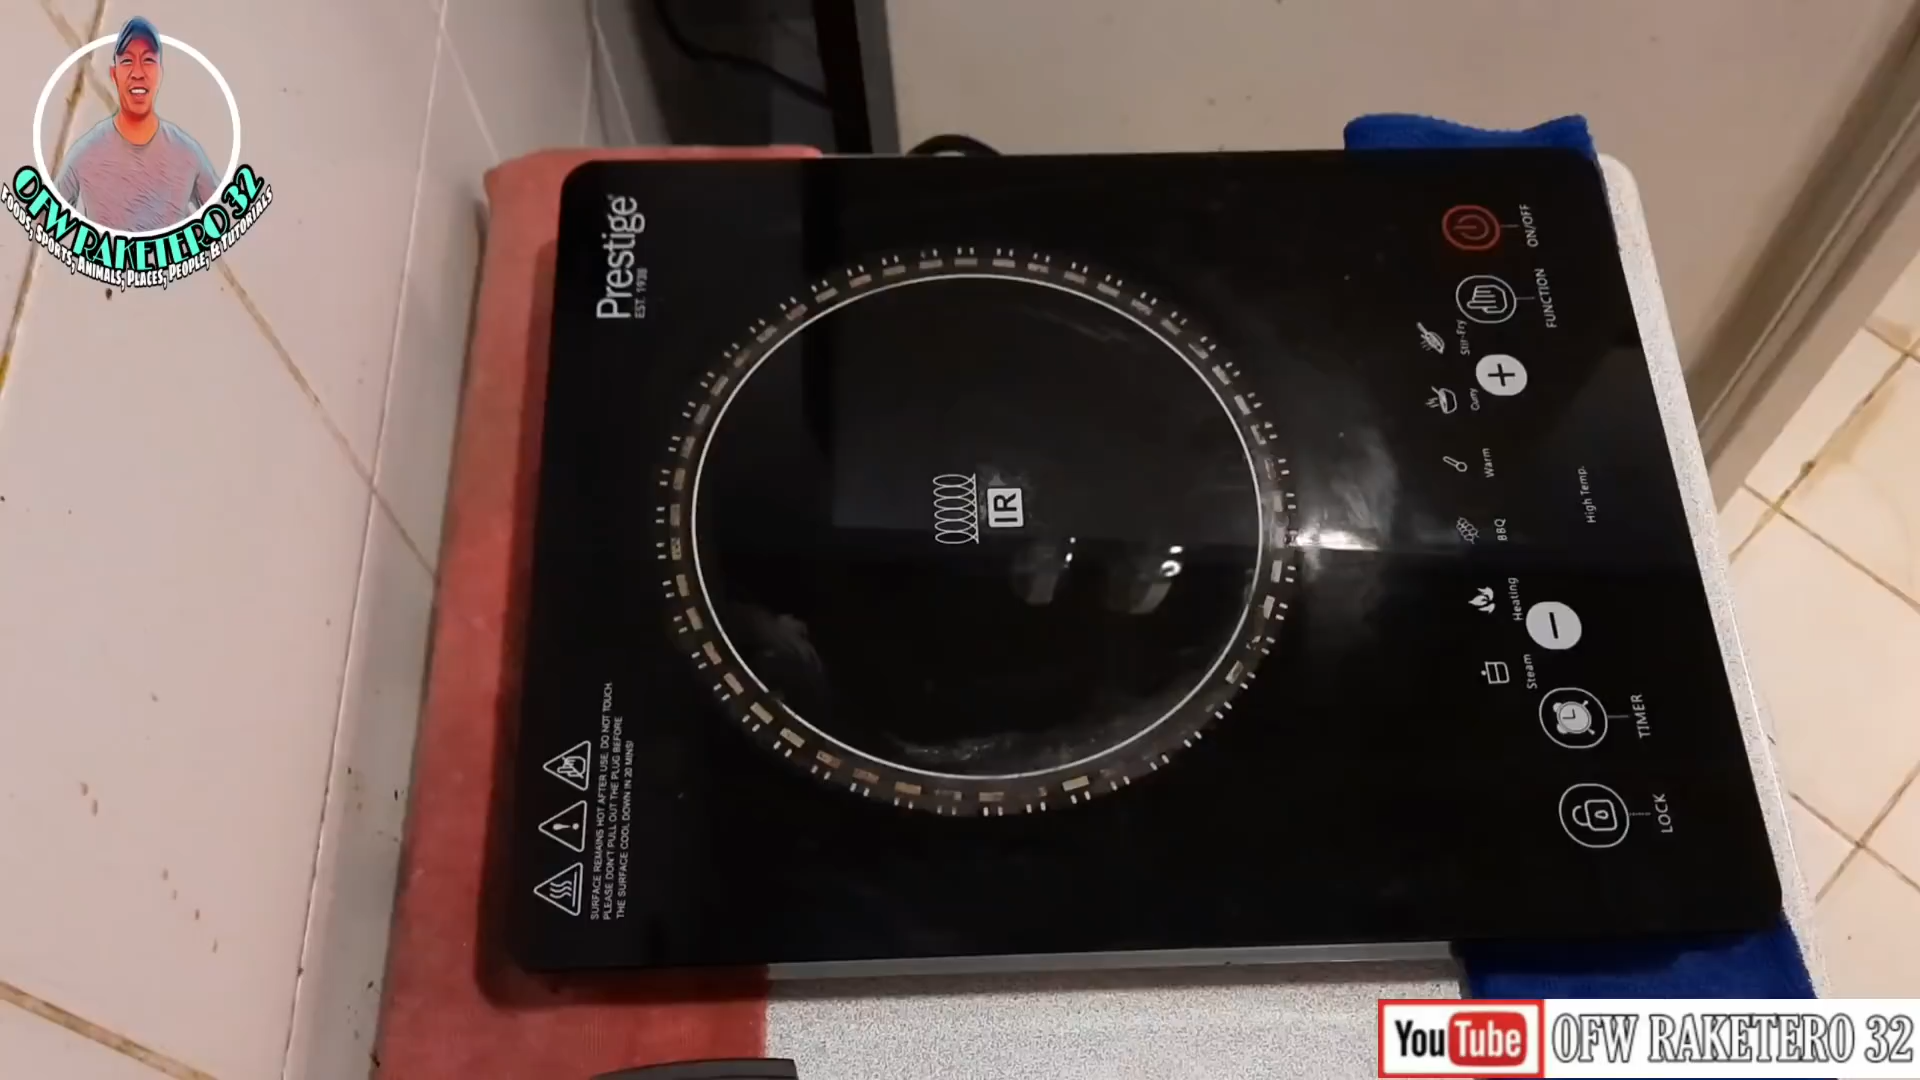 OFW RAKETERO 32
FOODS, SPORTS, ANIMALS, PLACES, PEOPLE, & TUTORIALS
Prestige
EST. 1938
IR
SURFACE REMAINS HOT AFTER USE. DO NOT TOUCH.
PLEASE DON'T PULL OUT THE PLUG BEFORE
THE SURFACE COOL DOWN IN 20 MINS!
ON/OFF
FUNCTION
Stir-Fry
Curry
Warm
BBQ
Heating
Steam
High Temp.
TIMER
LOCK
YouTube OFW RAKETERO 32